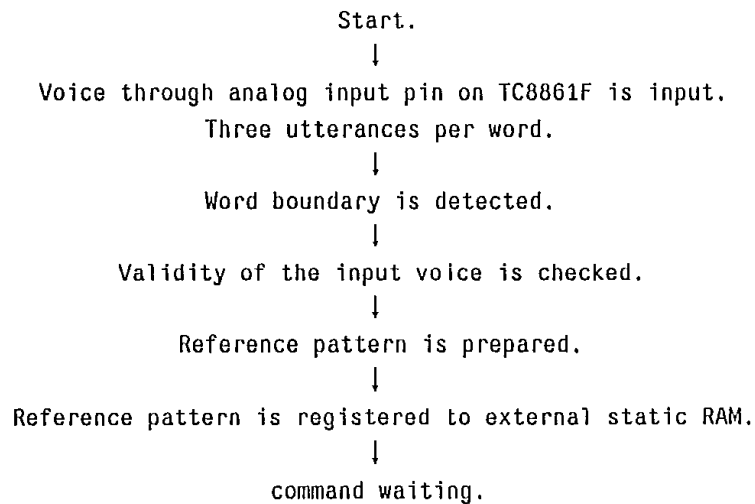 Start.
↓
Voice through analog input pin on TC8861F is input.
Three utterances per word.
↓
Word boundary is detected.
↓
Validity of the input voice is checked.
↓
Reference pattern is prepared.
↓
Reference pattern is registered to external static RAM.
↓
command waiting.